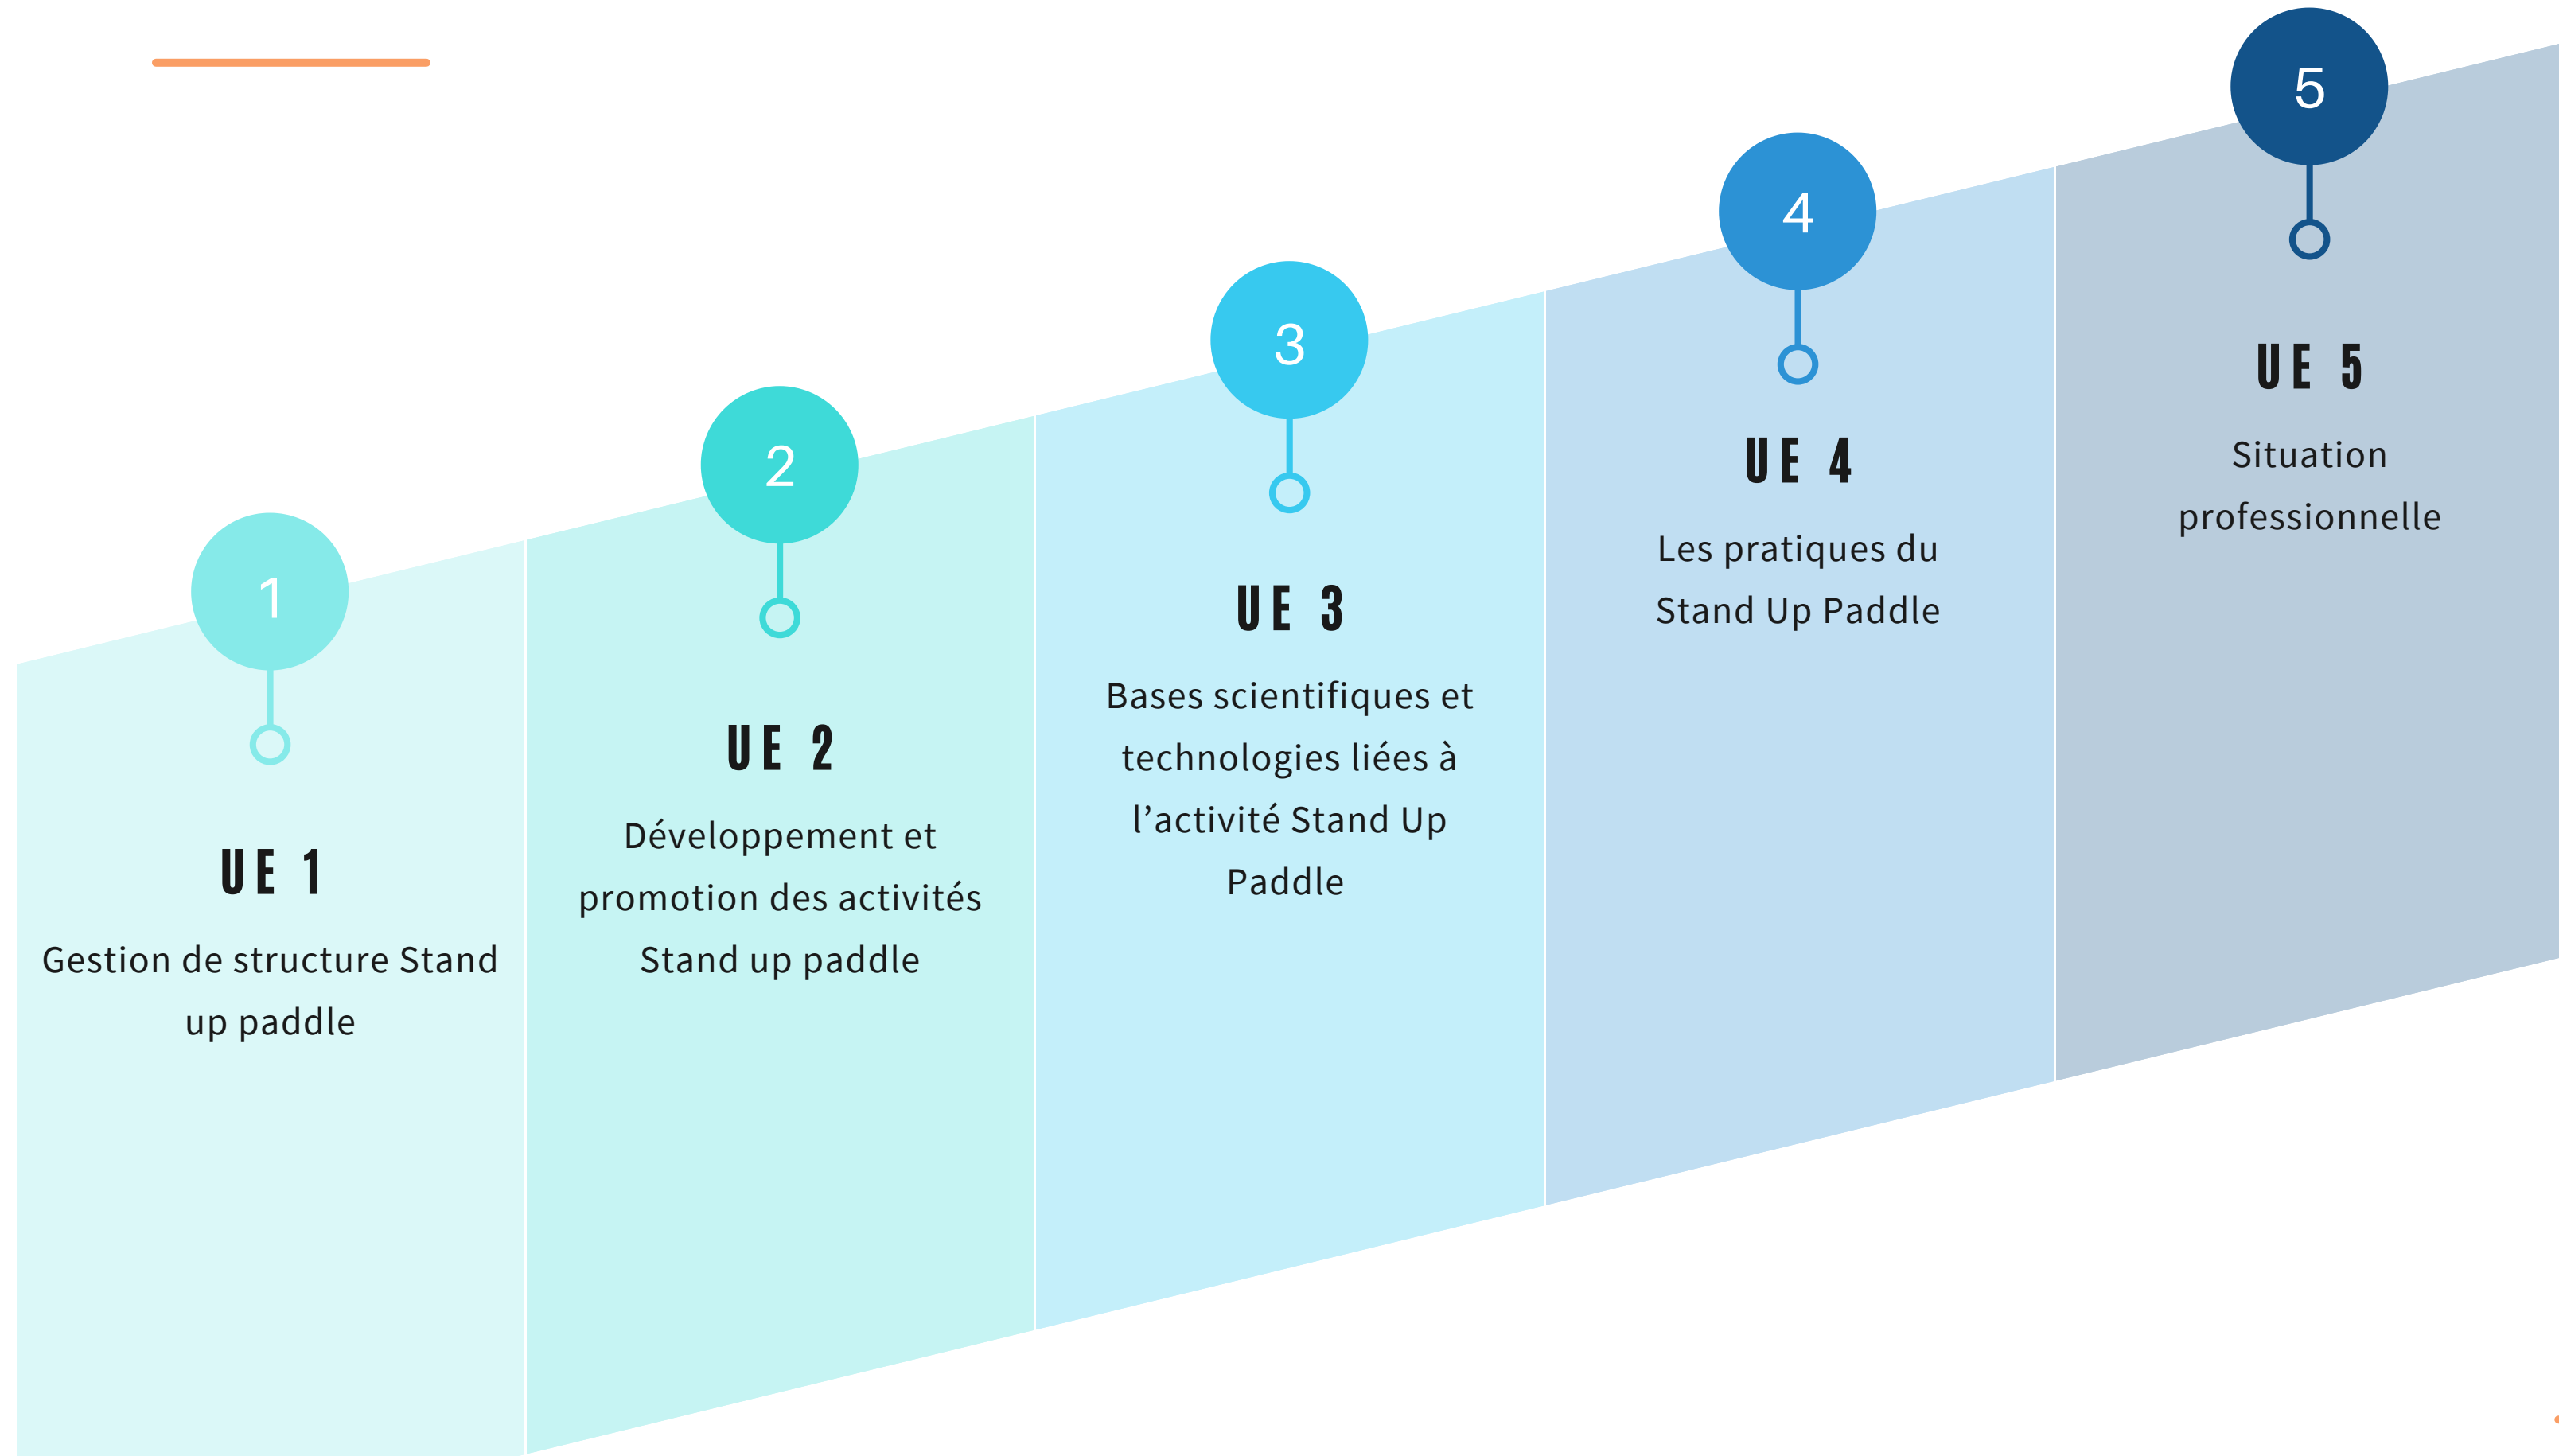 1
UE 1
Gestion de structure Stand
up paddle
2
UE 2
Développement et
promotion des activités
Stand up paddle
3
UE 3
Bases scientifiques et
technologies liées à
l’activité Stand Up
Paddle
4
UE 4
Les pratiques du
Stand Up Paddle
5
UE 5
Situation
professionnelle